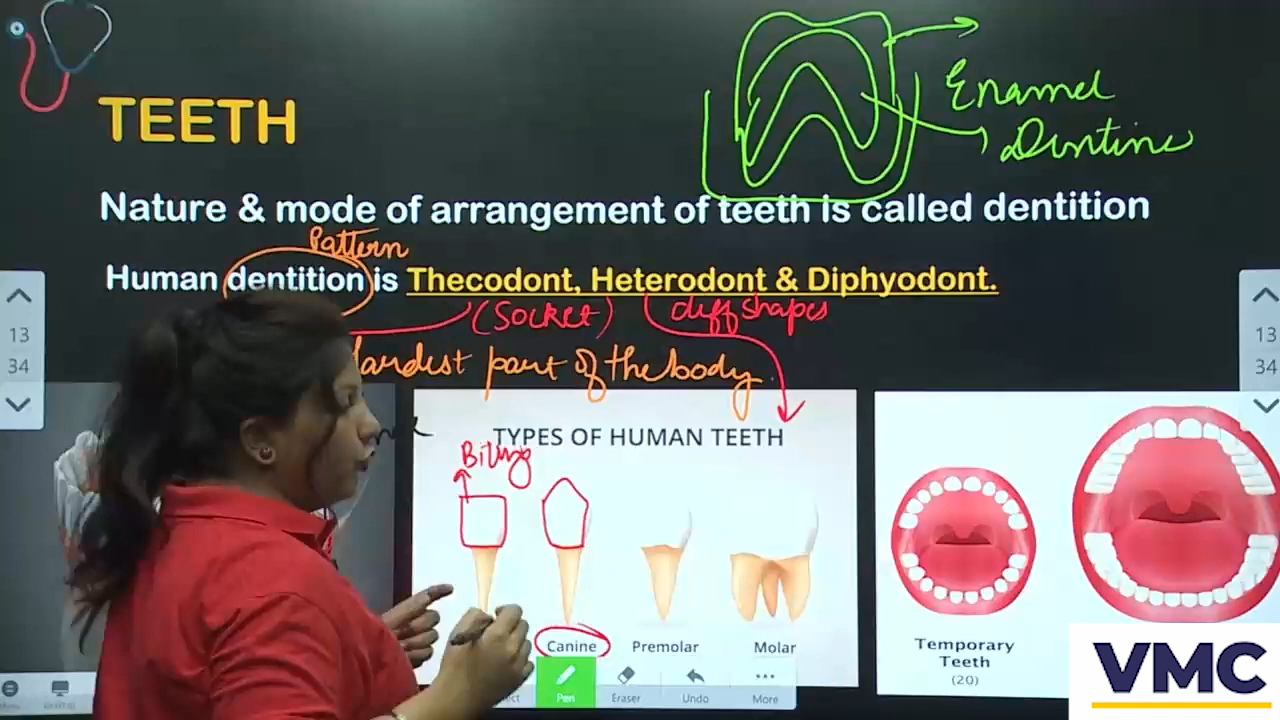 Enamel
Dentine
TEETH
Nature & mode of arrangement of teeth is called dentition
Pattern
Human dentition is Thecodont, Heterodont & Diphyodont.
(Socket) diff shapes
Hardest part of the body
13
34
13
34
TYPES OF HUMAN TEETH
Biting
Canine
Premolar
Molar
Temporary
Teeth
(20)
Pen
Eraser
Undo
More
VMC